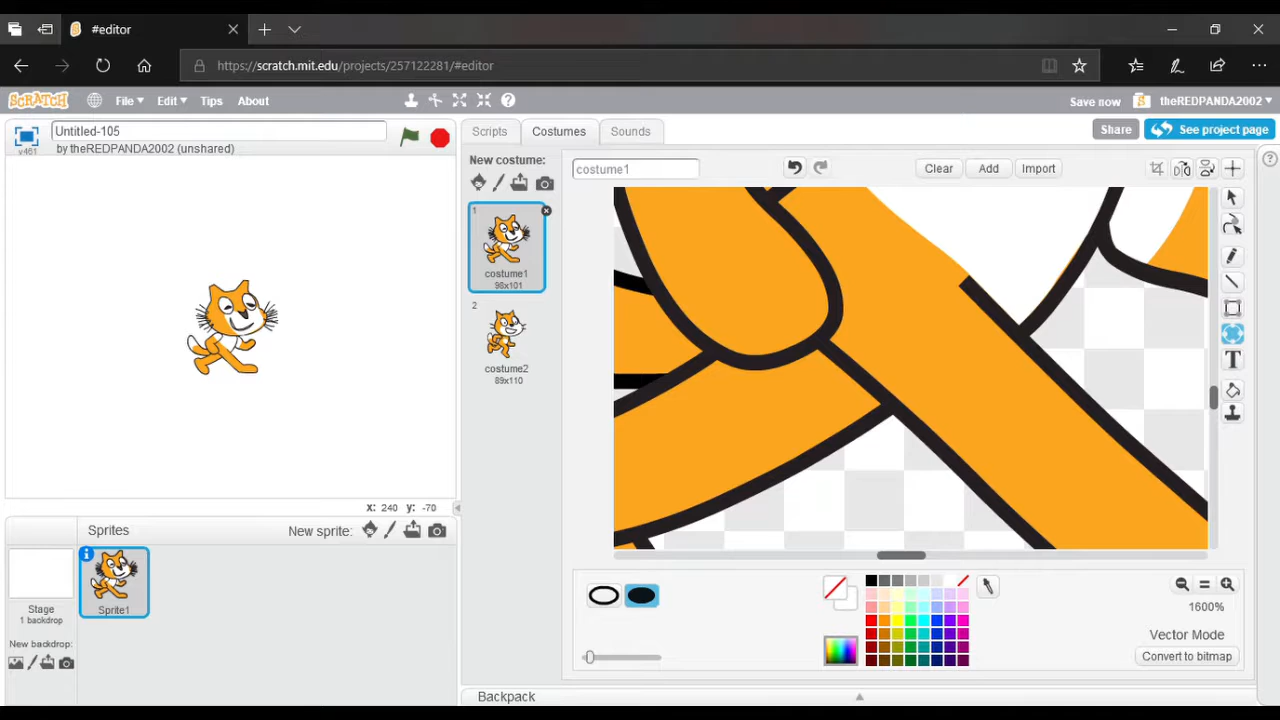 #editor
https://scratch.mit.edu/projects/257122281/#editor
SCRATCH File Edit Tips About Save now theREDPANDA2002
v461 Untitled-105
by theREDPANDA2002 (unshared)
Scripts Costumes Sounds Share See project page
New costume:
costume1 Clear Add Import
1
costume1
98x101
2
costume2
89x110
T
x: 240 y: -70
Sprites New sprite:
Sprite1
Stage
1 backdrop
New backdrop:
1600%
Vector Mode
Convert to bitmap
Backpack